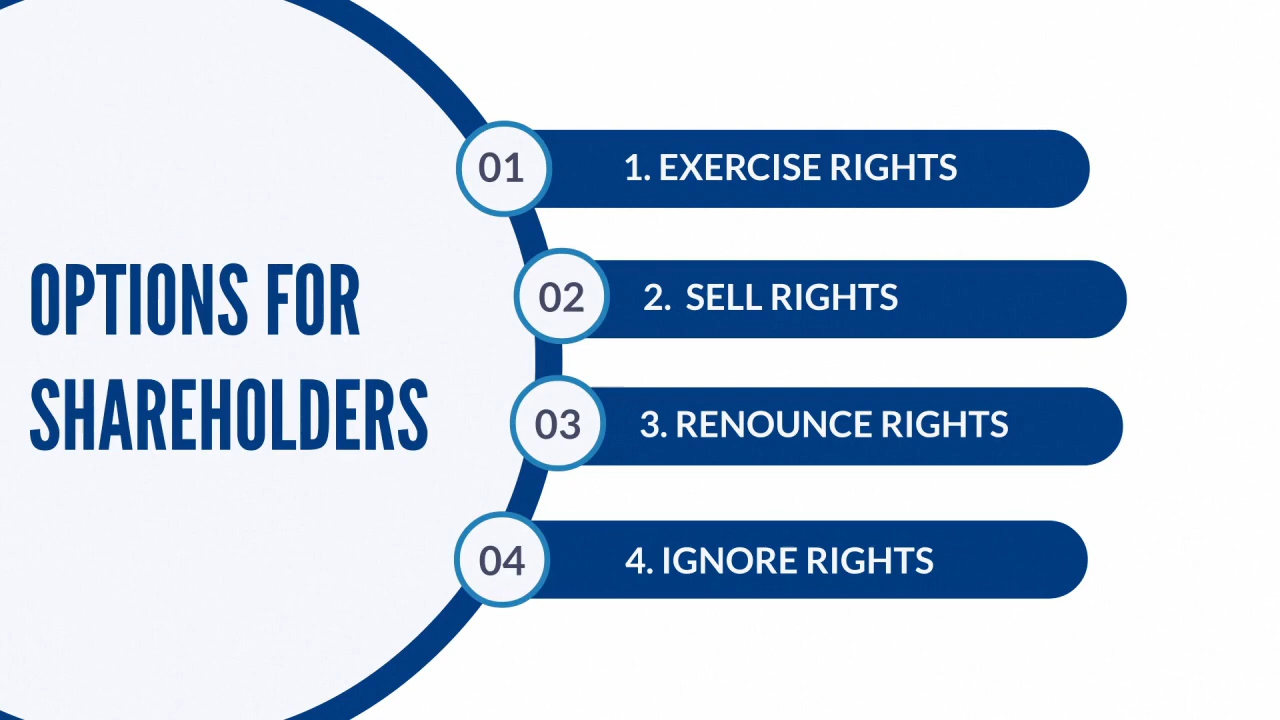 OPTIONS FOR
SHAREHOLDERS
01
1. EXERCISE RIGHTS
02
2. SELL RIGHTS
03
3. RENOUNCE RIGHTS
04
4. IGNORE RIGHTS